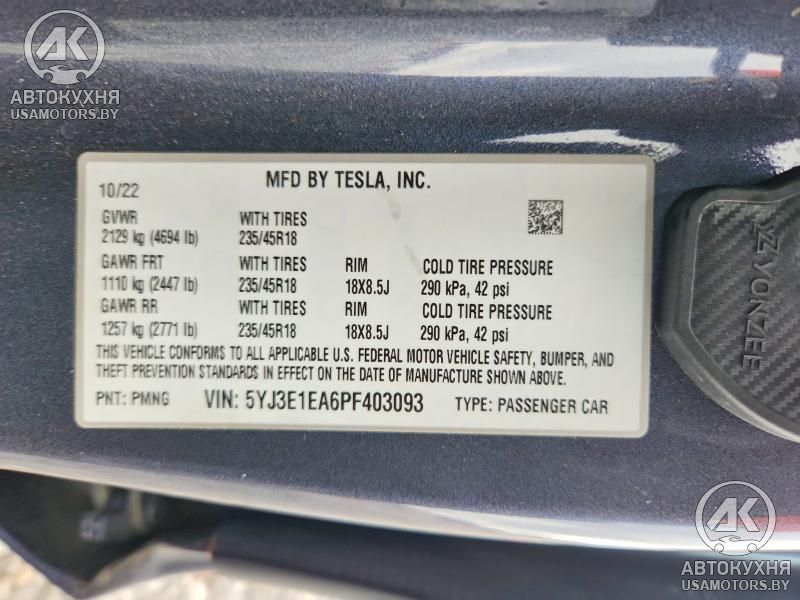 АК
АВТОКУХНЯ
USAMOTORS.BY
10/22
MFD BY TESLA, INC.
GVWR WITH TIRES
2129 kg (4694 lb) 235/45R18
GAWR FRT WITH TIRES RIM COLD TIRE PRESSURE
1110 kg (2447 lb) 235/45R18 18X8.5J 290 kPa, 42 psi
GAWR RR WITH TIRES RIM COLD TIRE PRESSURE
1257 kg (2771 lb) 235/45R18 18X8.5J 290 kPa, 42 psi
THIS VEHICLE CONFORMS TO ALL APPLICABLE U.S. FEDERAL MOTOR VEHICLE SAFETY, BUMPER, AND
THEFT PREVENTION STANDARDS IN EFFECT ON THE DATE OF MANUFACTURE SHOWN ABOVE.
PNT: PMNG VIN: 5YJ3E1EA6PF403093 TYPE: PASSENGER CAR
YZ YONZEE
АК
АВТОКУХНЯ
USAMOTORS.BY